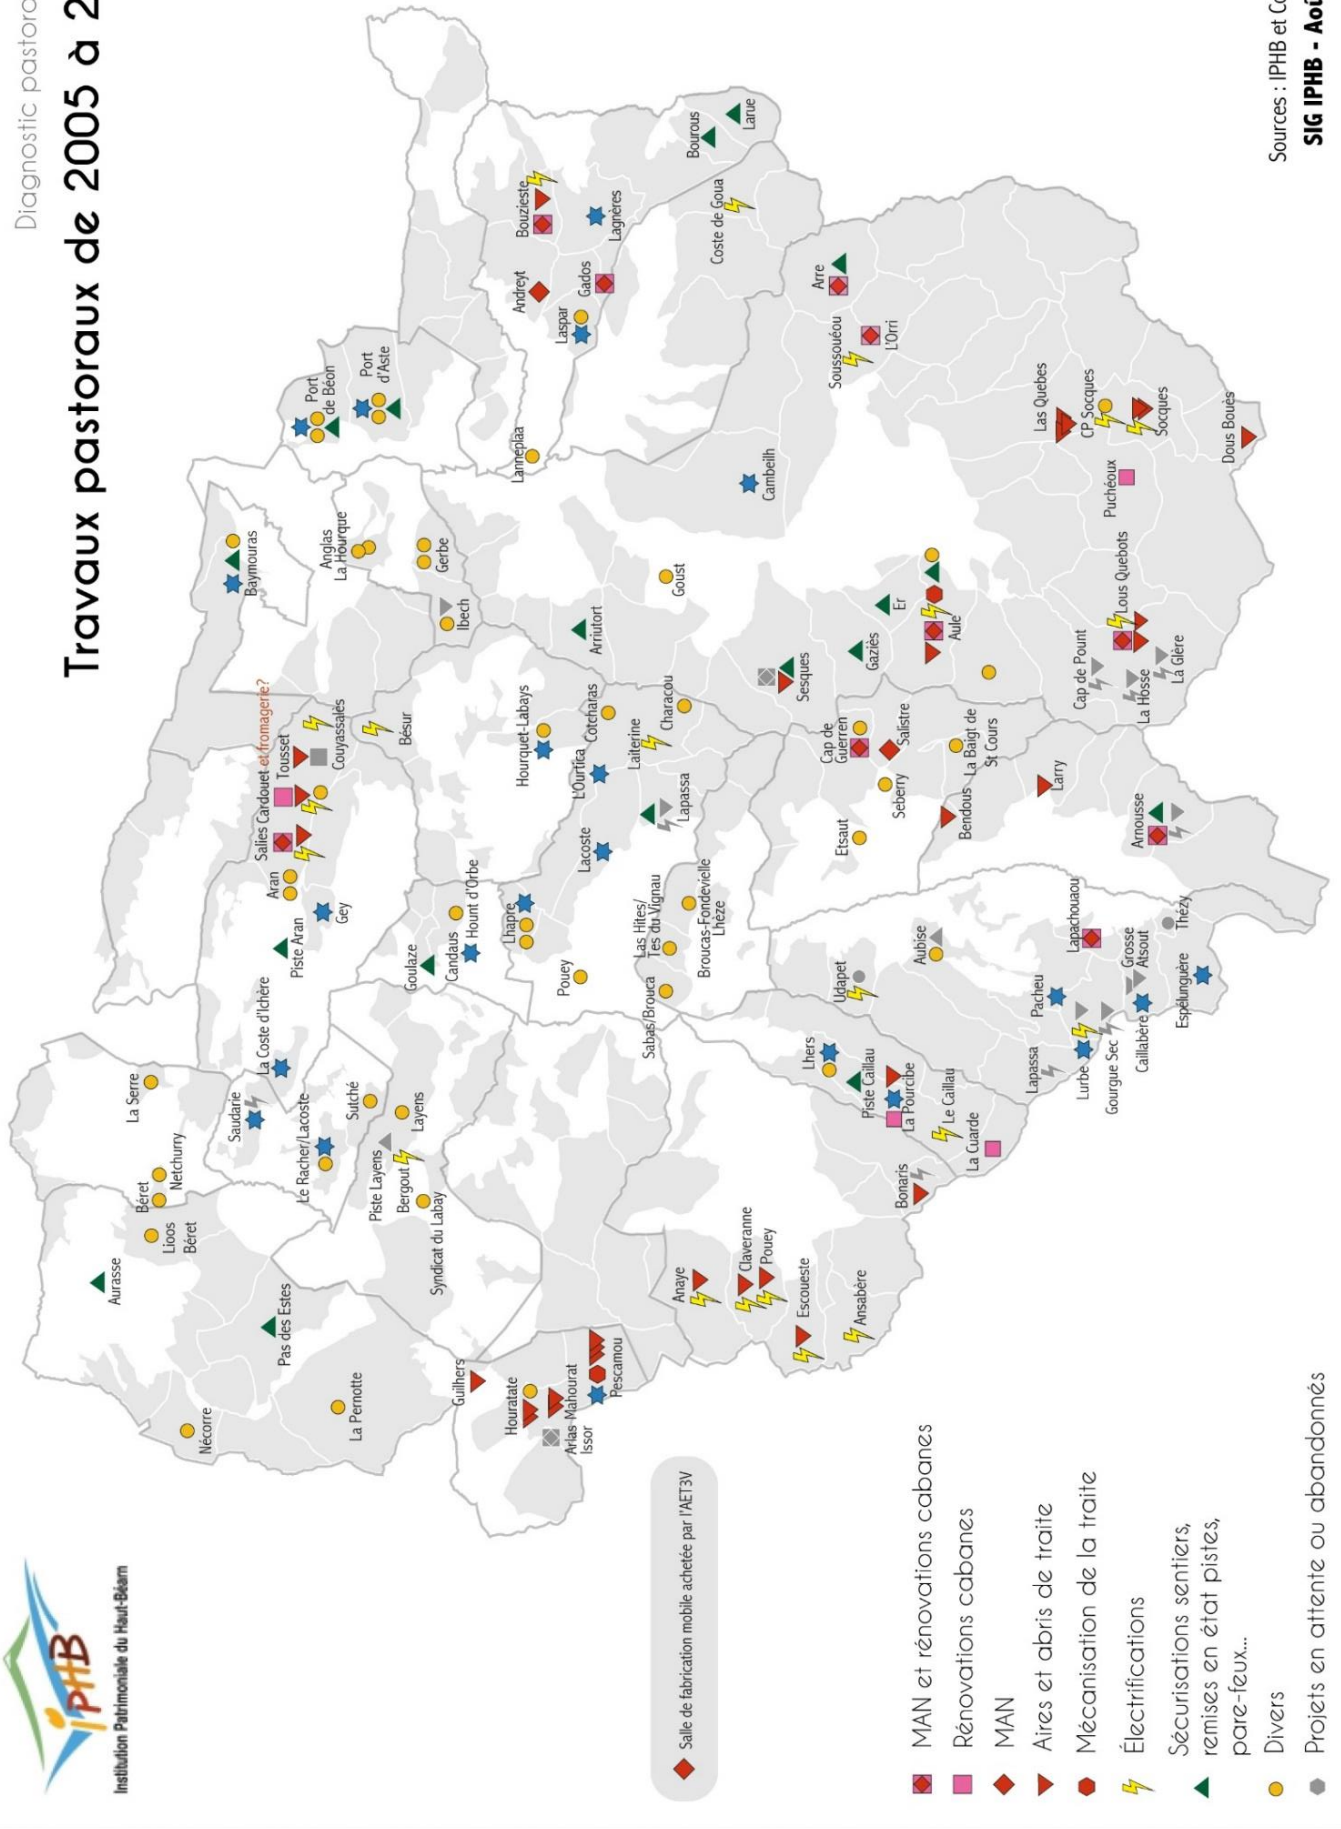 Diagnostic pastoro
Travaux pastoraux de 2005 à 2
iPHB
Institution Patrimoniale du Haut-Béarn
Aurasse
Lioos
Béret
Béret
Netchurry
La Serre
Nécorre
Pas des Estes
La Pernotte
Saudarie
La Coste d'Ichère
Le Racher/Lacoste
Sutché
Piste Layens
Bergout
Layens
Syndicat du Labay
Piste Aran
Gey
Aran
Salies
Cardouet et fromagerie?
Tousset
Couyassalès
Bésur
Baymouras
Anglas
La Hourque
Gerbe
Ibech
Port
de Béon
Port
d'Aste
Goulaze
Candaus
Hount d'Orbe
Lhapre
Pouey
Hourquet-Labays
L'Ourtica
Cotcharas
Lacoste
Laiterine
Characou
Lapassa
Arriutort
Goust
Lanneplaa
Andreyt
Bouzieste
Laspar
Gados
Lagnères
Bourous
Larue
Coste de Goua
Cambeilh
Guilhers
Houratate
Mahourat
Arlas
Issor
Pescamou
Sabas/Brouca
Las Hites/
Tes du Vignau
Broucas-Fondevielle
Lhèze
Sesques
Gaziès
Er
Aule
Soussouéou
Arre
L'Orri
Anaye
Claveranne
Pouey
Escoueste
Ansabère
Lhers
Piste Caillau
La Pourcibe
Le Caillau
La Cuarde
Bonaris
Udapet
Aubise
Etsaut
Seberry
Cap de
Guerren
Salistre
La Baigt de
St Cours
Bendous
Larry
Arnousse
Lapachouaou
Pacheu
Lapassa
Lurbe
Gourgue Sec
Caillabère
Grosse
Atsout
Thézy
Espélunguère
Cap de Pount
La Hosse
La Glère
Lous Quebots
Puchéoux
Las Quebes
CP Socques
Socques
Dous Bouès
Salle de fabrication mobile achetée par l'AET3V
MAN et rénovations cabanes
Rénovations cabanes
MAN
Aires et abris de traite
Mécanisation de la traite
Électrifications
Sécurisations sentiers,
remises en état pistes,
pare-feux...
Divers
Projets en attente ou abandonnés
Sources : IPHB et Co
SIG IPHB - Aoû